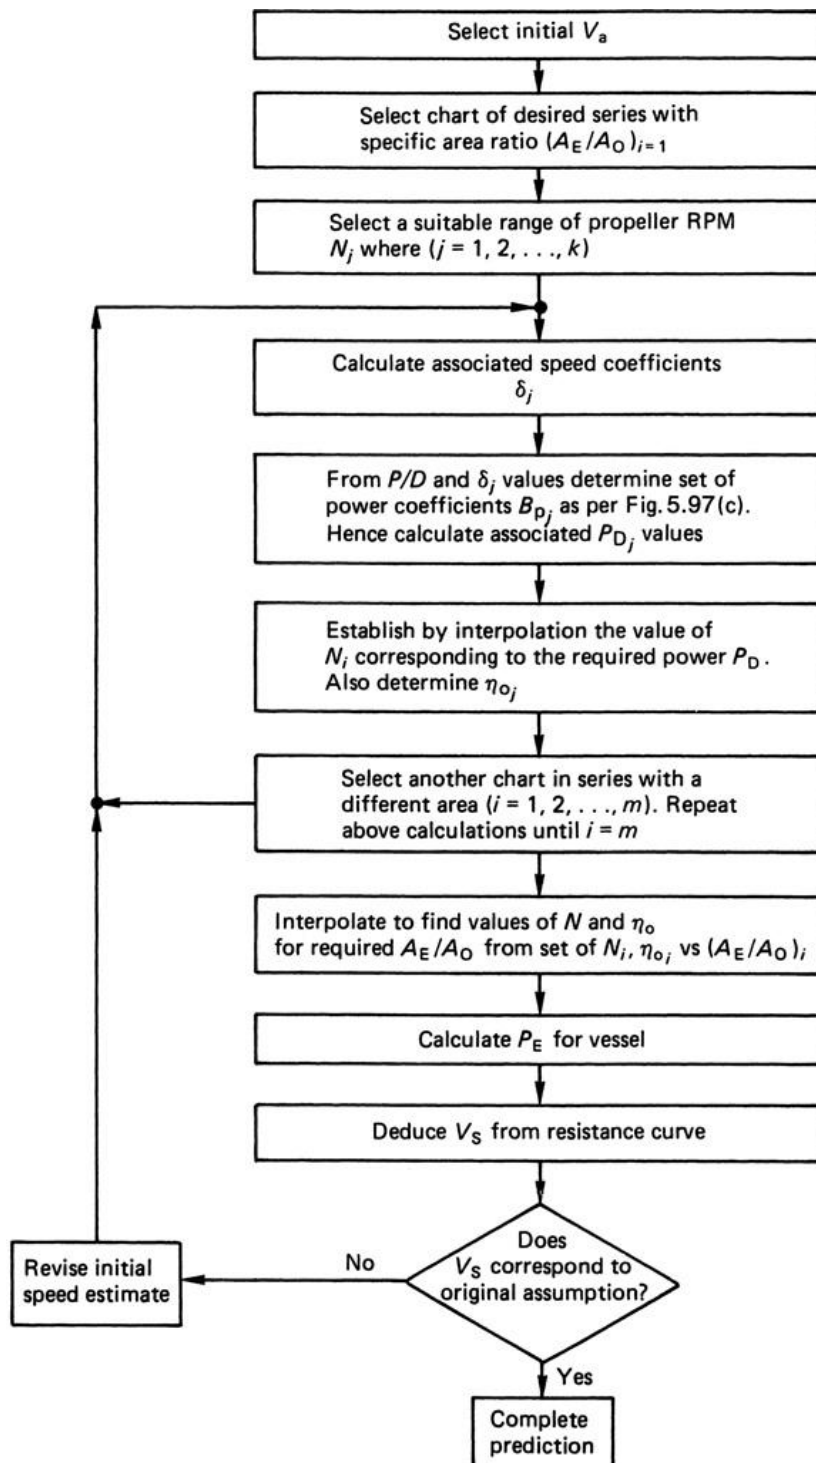 Select initial Vₐ
Select chart of desired series with
specific area ratio (A_E/A_O)_{i=1}
Select a suitable range of propeller RPM
N_j where (j = 1, 2, . . ., k)
Calculate associated speed coefficients
δ_j
From P/D and δ_j values determine set of
power coefficients B_{p_j} as per Fig. 5.97(c).
Hence calculate associated P_{D_j} values
Establish by interpolation the value of
N_i corresponding to the required power P_D.
Also determine η_{o_j}
Select another chart in series with a
different area (i = 1, 2, . . ., m). Repeat
above calculations until i = m
Interpolate to find values of N and η_o
for required A_E/A_O from set of N_i, η_{o_j} vs (A_E/A_O)_i
Calculate P_E for vessel
Deduce V_S from resistance curve
Does
V_S correspond to
original assumption?
No
Revise initial
speed estimate
Yes
Complete
prediction